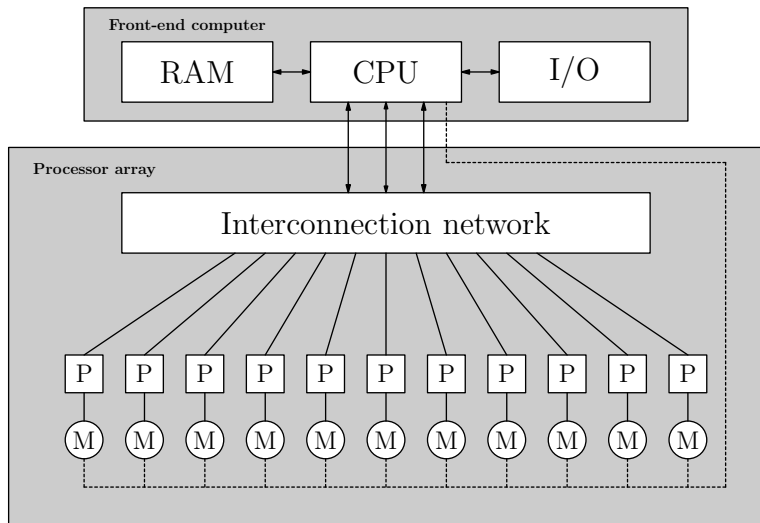 Front-end computer
RAM CPU I/O
Processor array
Interconnection network
P P P P P P P P P P P
M M M M M M M M M M M